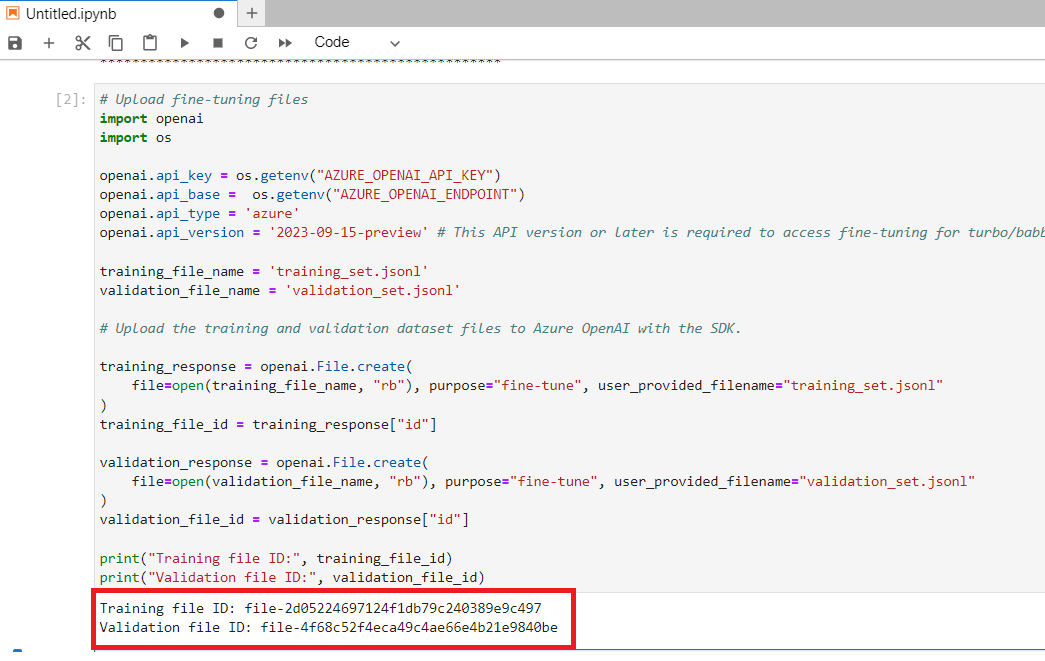 Untitled.ipynb
Code
**************************************************
[2]:
# Upload fine-tuning files
import openai
import os
openai.api_key = os.getenv("AZURE_OPENAI_API_KEY")
openai.api_base =  os.getenv("AZURE_OPENAI_ENDPOINT")
openai.api_type = 'azure'
openai.api_version = '2023-09-15-preview' # This API version or later is required to access fine-tuning for turbo/babb
training_file_name = 'training_set.jsonl'
validation_file_name = 'validation_set.jsonl'
# Upload the training and validation dataset files to Azure OpenAI with the SDK.
training_response = openai.File.create(
    file=open(training_file_name, "rb"), purpose="fine-tune", user_provided_filename="training_set.jsonl"
)
training_file_id = training_response["id"]
validation_response = openai.File.create(
    file=open(validation_file_name, "rb"), purpose="fine-tune", user_provided_filename="validation_set.jsonl"
)
validation_file_id = validation_response["id"]
print("Training file ID:", training_file_id)
print("Validation file ID:", validation_file_id)
Training file ID: file-2d05224697124f1db79c240389e9c497
Validation file ID: file-4f68c52f4eca49c4ae66e4b21e9840be